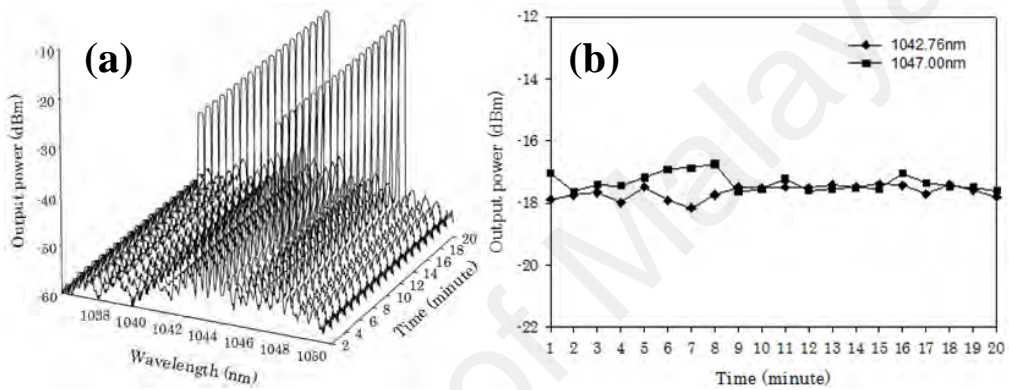 (a)
Output power (dBm)
-10
-20
-30
-40
-50
-60
1038
1040
1042
1044
1046
1048
1050
Wavelength (nm)
2
4
6
8
10
12
14
16
18
20
Time (minute)
(b)
1042.76nm
1047.00nm
Output power (dBm)
-12
-14
-16
-18
-20
-22
1 2 3 4 5 6 7 8 9 10 11 12 13 14 15 16 17 18 19 20
Time (minute)
of Malaya